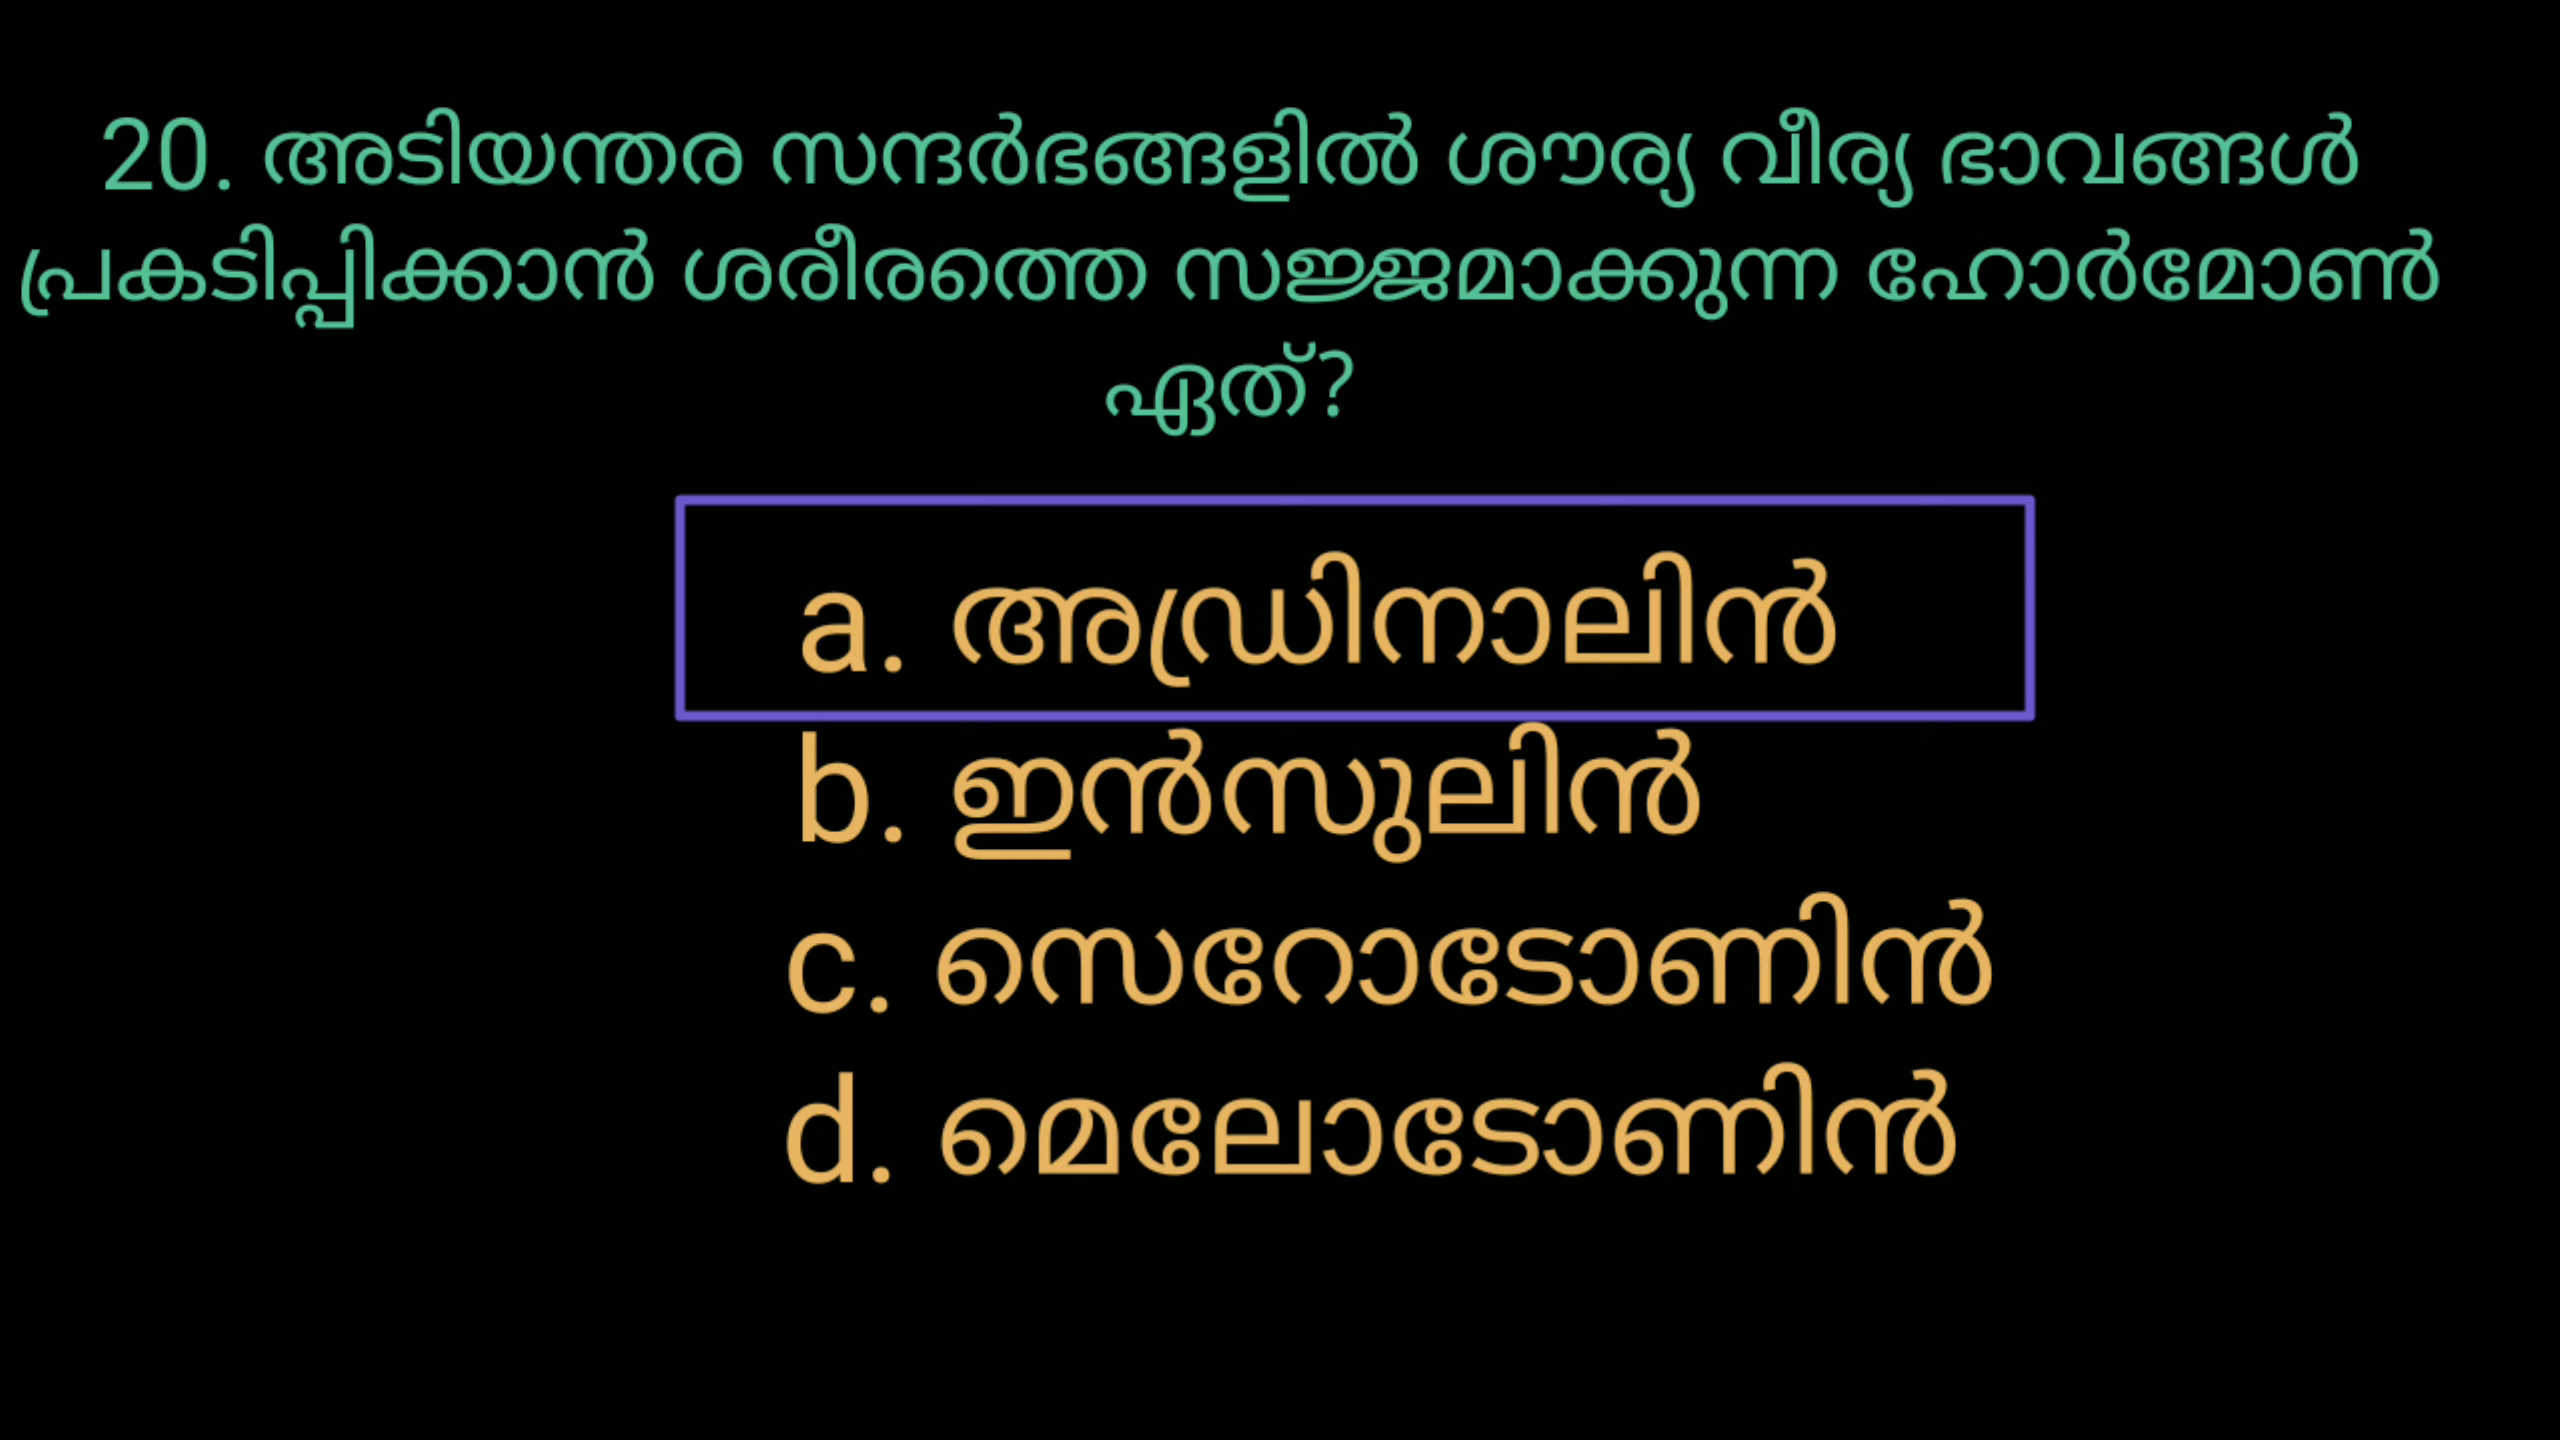 20. അടിയന്തര സന്ദർഭങ്ങളിൽ ശൗര്യ വീര്യ ഭാവങ്ങൾ
പ്രകടിപ്പിക്കാൻ ശരീരത്തെ സജ്ജമാക്കുന്ന ഹോർമോൺ
ഏത്?
a. അഡ്രിനാലിൻ
b. ഇൻസുലിൻ
c. സെറോടോണിൻ
d. മെലോടോണിൻ